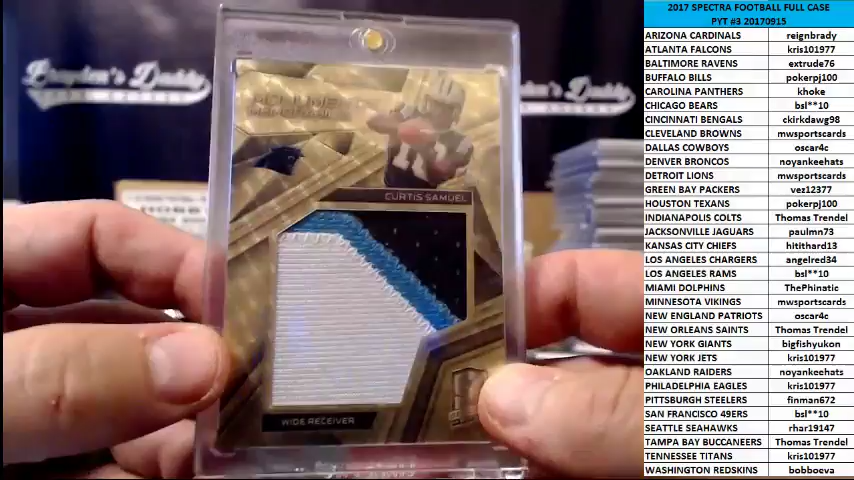 Brayden's Daddy
CURTIS SAMUEL
WIDE RECEIVER
2017 SPECTRA FOOTBALL FULL CASE
PYT #3 20170915
ARIZONA CARDINALS reignbrady
ATLANTA FALCONS kris101977
BALTIMORE RAVENS extrude76
BUFFALO BILLS pokerpj100
CAROLINA PANTHERS khoke
CHICAGO BEARS bsl**10
CINCINNATI BENGALS ckirkdawg98
CLEVELAND BROWNS mwsportscards
DALLAS COWBOYS oscar4c
DENVER BRONCOS noyankeehats
DETROIT LIONS mwsportscards
GREEN BAY PACKERS vez12377
HOUSTON TEXANS pokerpj100
INDIANAPOLIS COLTS Thomas Trendel
JACKSONVILLE JAGUARS paulmn73
KANSAS CITY CHIEFS hitithard13
LOS ANGELES CHARGERS angelred34
LOS ANGELES RAMS bsl**10
MIAMI DOLPHINS ThePhinatic
MINNESOTA VIKINGS mwsportscards
NEW ENGLAND PATRIOTS oscar4c
NEW ORLEANS SAINTS Thomas Trendel
NEW YORK GIANTS bigfishyukon
NEW YORK JETS kris101977
OAKLAND RAIDERS noyankeehats
PHILADELPHIA EAGLES kris101977
PITTSBURGH STEELERS finman672
SAN FRANCISCO 49ERS bsl**10
SEATTLE SEAHAWKS rhar19147
TAMPA BAY BUCCANEERS Thomas Trendel
TENNESSEE TITANS kris101977
WASHINGTON REDSKINS bobboeva